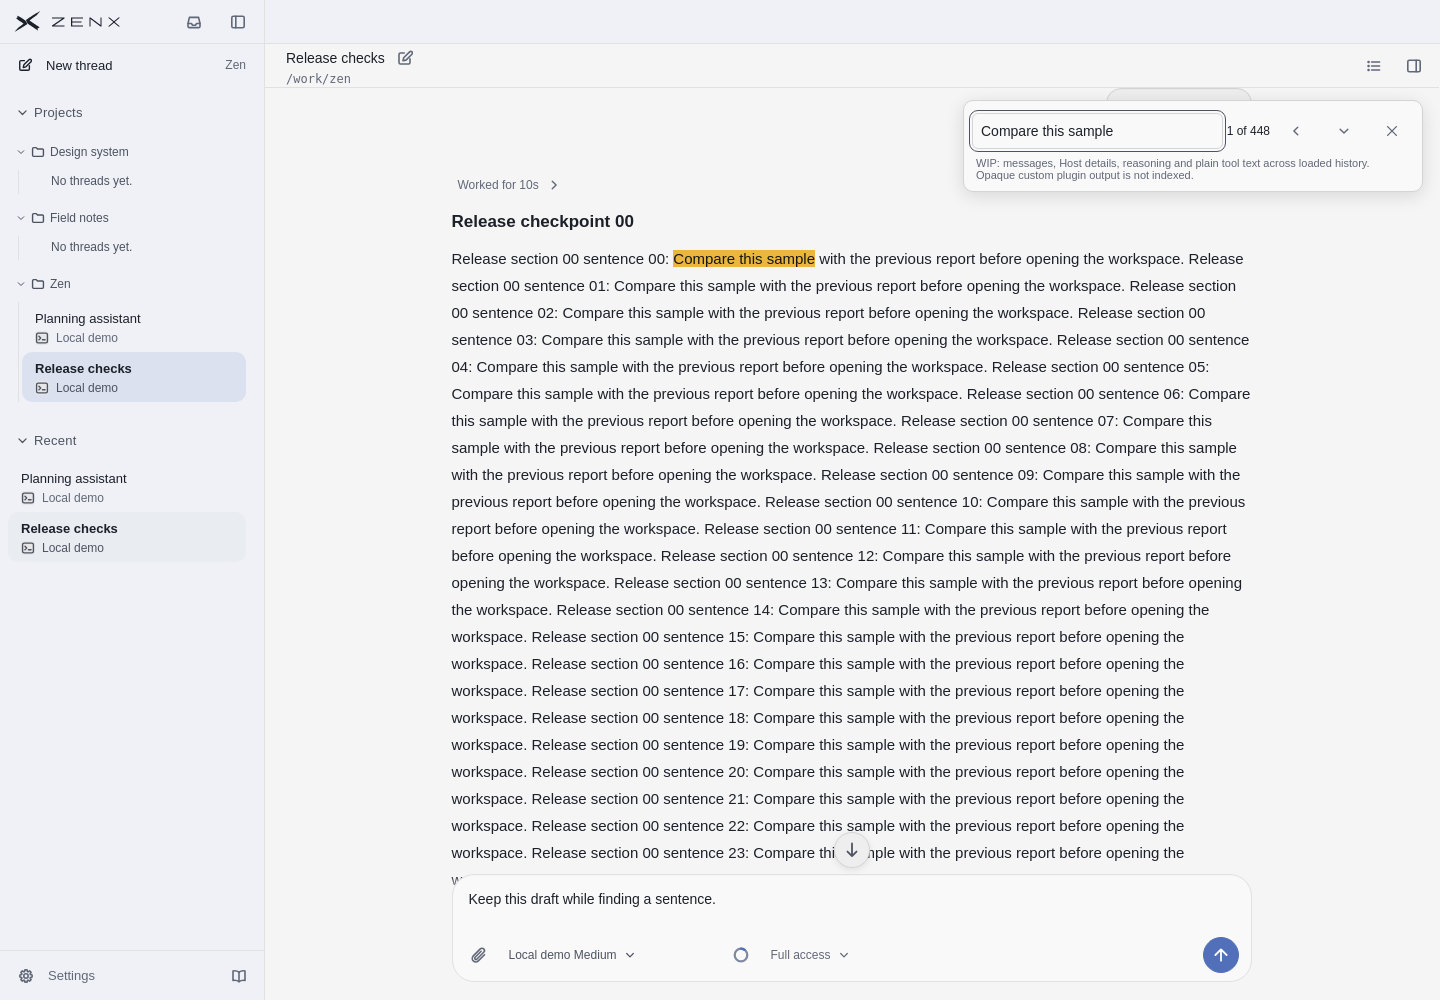 ZENX
New thread
Zen
Projects
Design system
No threads yet.
Field notes
No threads yet.
Zen
Planning assistant
Local demo
Release checks
Local demo
Recent
Planning assistant
Local demo
Release checks
Local demo
Settings
Release checks
/work/zen
Compare this sample
1 of 448
WIP: messages, Host details, reasoning and plain tool text across loaded history.
Opaque custom plugin output is not indexed.
Worked for 10s
Release checkpoint 00
Release section 00 sentence 00: Compare this sample with the previous report before opening the workspace. Release
section 00 sentence 01: Compare this sample with the previous report before opening the workspace. Release section
00 sentence 02: Compare this sample with the previous report before opening the workspace. Release section 00
sentence 03: Compare this sample with the previous report before opening the workspace. Release section 00 sentence
04: Compare this sample with the previous report before opening the workspace. Release section 00 sentence 05:
Compare this sample with the previous report before opening the workspace. Release section 00 sentence 06: Compare
this sample with the previous report before opening the workspace. Release section 00 sentence 07: Compare this
sample with the previous report before opening the workspace. Release section 00 sentence 08: Compare this sample
with the previous report before opening the workspace. Release section 00 sentence 09: Compare this sample with the
previous report before opening the workspace. Release section 00 sentence 10: Compare this sample with the previous
report before opening the workspace. Release section 00 sentence 11: Compare this sample with the previous report
before opening the workspace. Release section 00 sentence 12: Compare this sample with the previous report before
opening the workspace. Release section 00 sentence 13: Compare this sample with the previous report before opening
the workspace. Release section 00 sentence 14: Compare this sample with the previous report before opening the
workspace. Release section 00 sentence 15: Compare this sample with the previous report before opening the
workspace. Release section 00 sentence 16: Compare this sample with the previous report before opening the
workspace. Release section 00 sentence 17: Compare this sample with the previous report before opening the
workspace. Release section 00 sentence 18: Compare this sample with the previous report before opening the
workspace. Release section 00 sentence 19: Compare this sample with the previous report before opening the
workspace. Release section 00 sentence 20: Compare this sample with the previous report before opening the
workspace. Release section 00 sentence 21: Compare this sample with the previous report before opening the
workspace. Release section 00 sentence 22: Compare this sample with the previous report before opening the
workspace. Release section 00 sentence 23: Compare with the previous report before opening the
Keep this draft while finding a sentence.
Local demo Medium
Full access